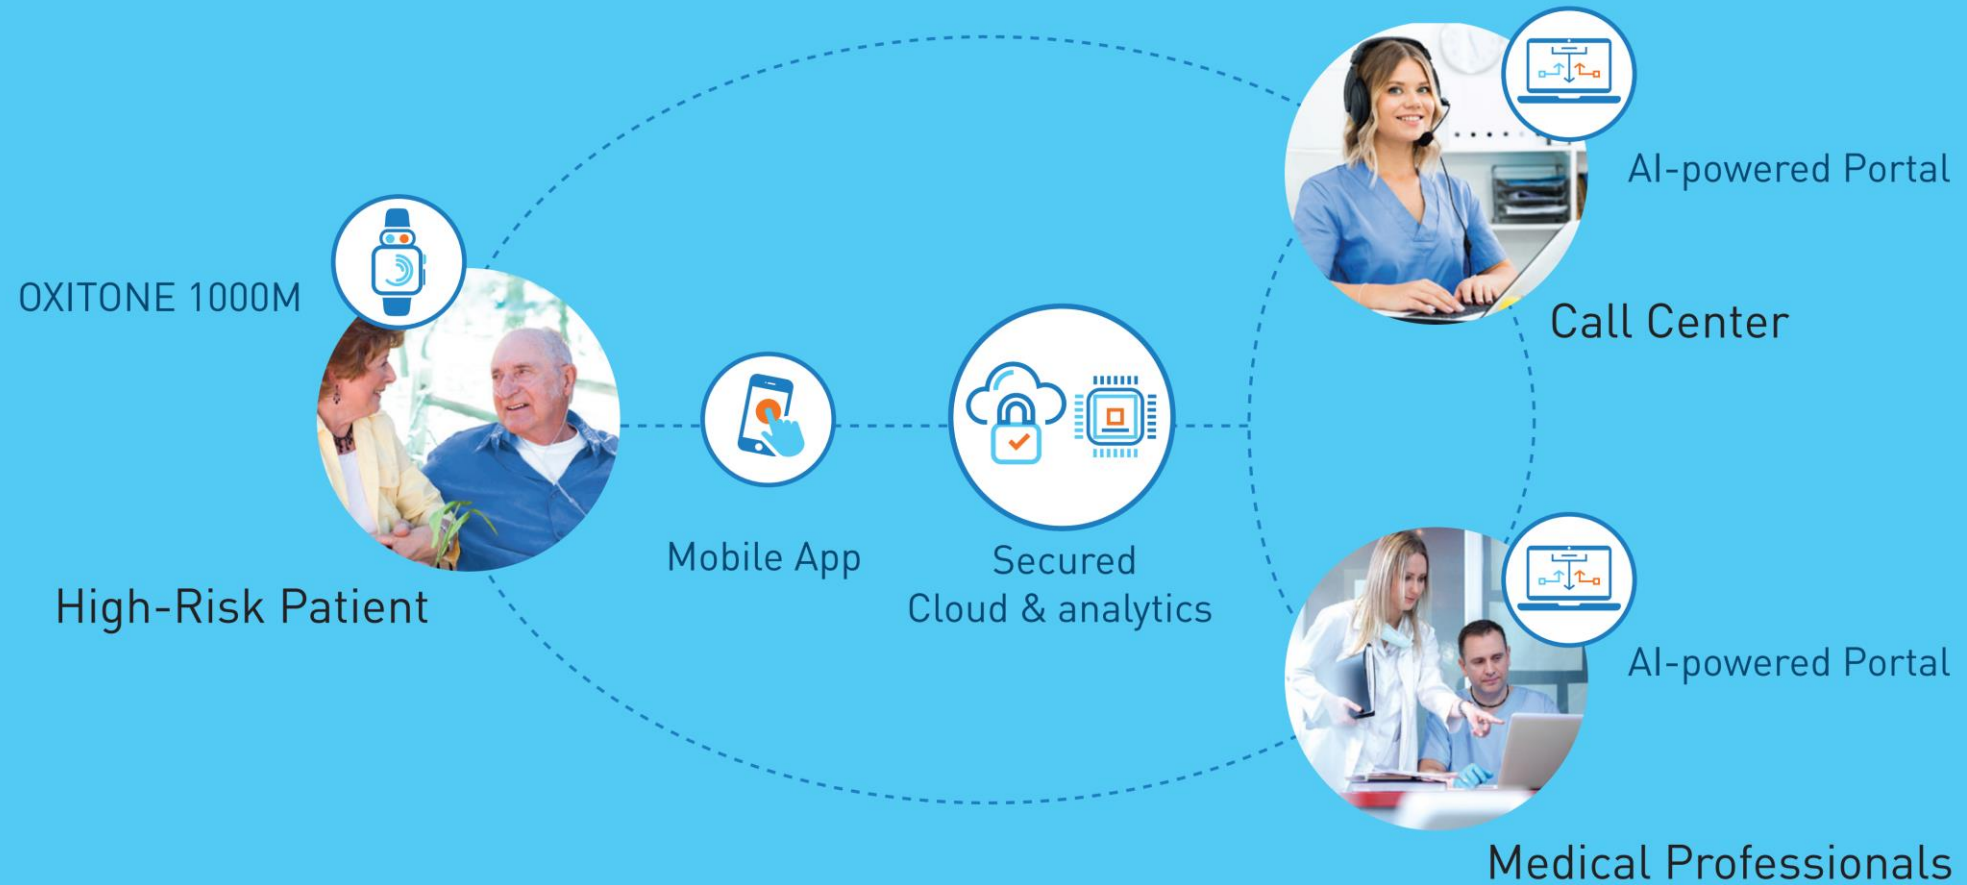 AI-powered Portal
OXITONE 1000M
Call Center
Mobile App
Secured
Cloud & analytics
High-Risk Patient
AI-powered Portal
Medical Professionals